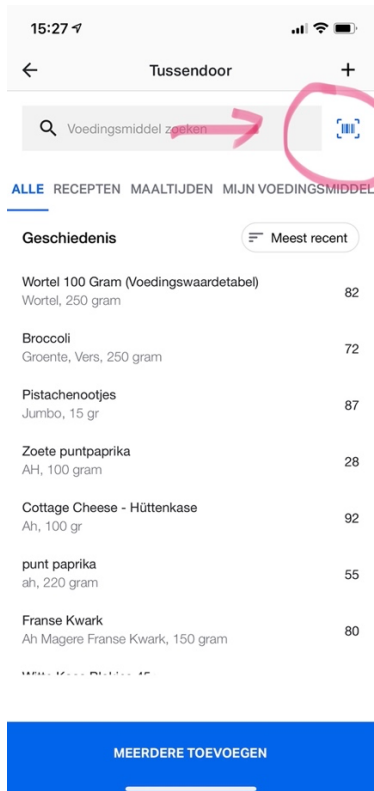 15:27
Tussendoor
Voedingsmiddel zoeken
ALLE RECEPTEN MAALTIJDEN MIJN VOEDINGSMIDDEL
Geschiedenis
Meest recent
Wortel 100 Gram (Voedingswaardetabel)
Wortel, 250 gram
82
Broccoli
Groente, Vers, 250 gram
72
Pistachenootjes
Jumbo, 15 gr
87
Zoete puntpaprika
AH, 100 gram
28
Cottage Cheese - Hüttenkase
Ah, 100 gr
92
punt paprika
ah, 220 gram
55
Franse Kwark
Ah Magere Franse Kwark, 150 gram
80
MEERDERE TOEVOEGEN